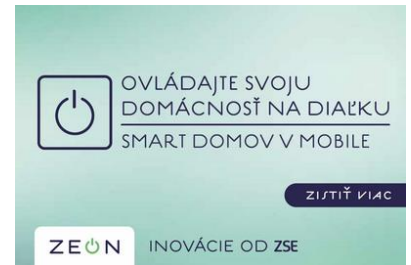 OVLÁDAJTE SVOJU
DOMÁCNOSŤ NA DIAĽKU
SMART DOMOV V MOBILE
ZISTIŤ VIAC
ZEON INOVÁCIE OD ZSE